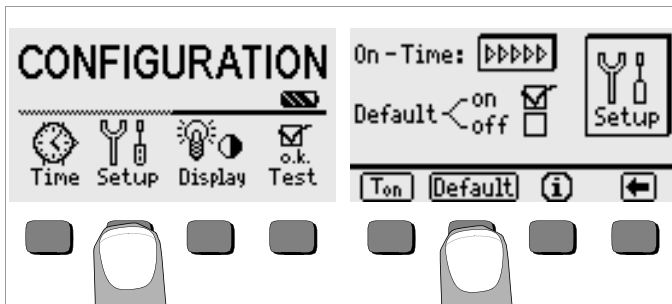 CONFIGURATION
Time Setup Display o.k. Test
On-Time:
Default on
off
Setup
Ton Default i